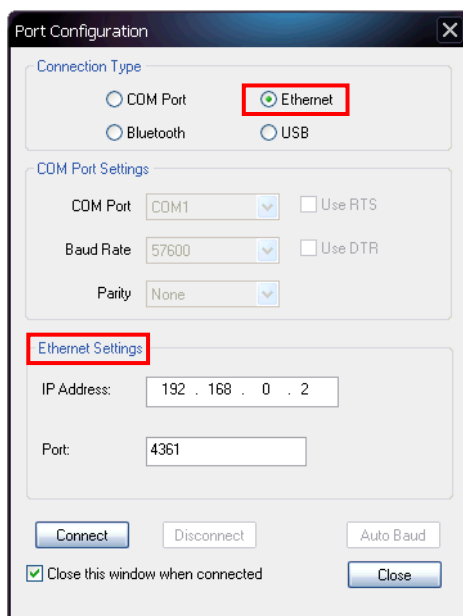 Port Configuration
Connection Type
COM Port Ethernet
Bluetooth USB
COM Port Settings
COM Port COM1 Use RTS
Baud Rate 57600 Use DTR
Parity None
Ethernet Settings
IP Address: 192 . 168 . 0 . 2
Port: 4361
Connect Disconnect Auto Baud
Close this window when connected Close